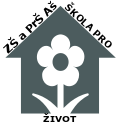 ZŠ a PrŠ AŠ
ŠKOLA PRO
ŽIVOT